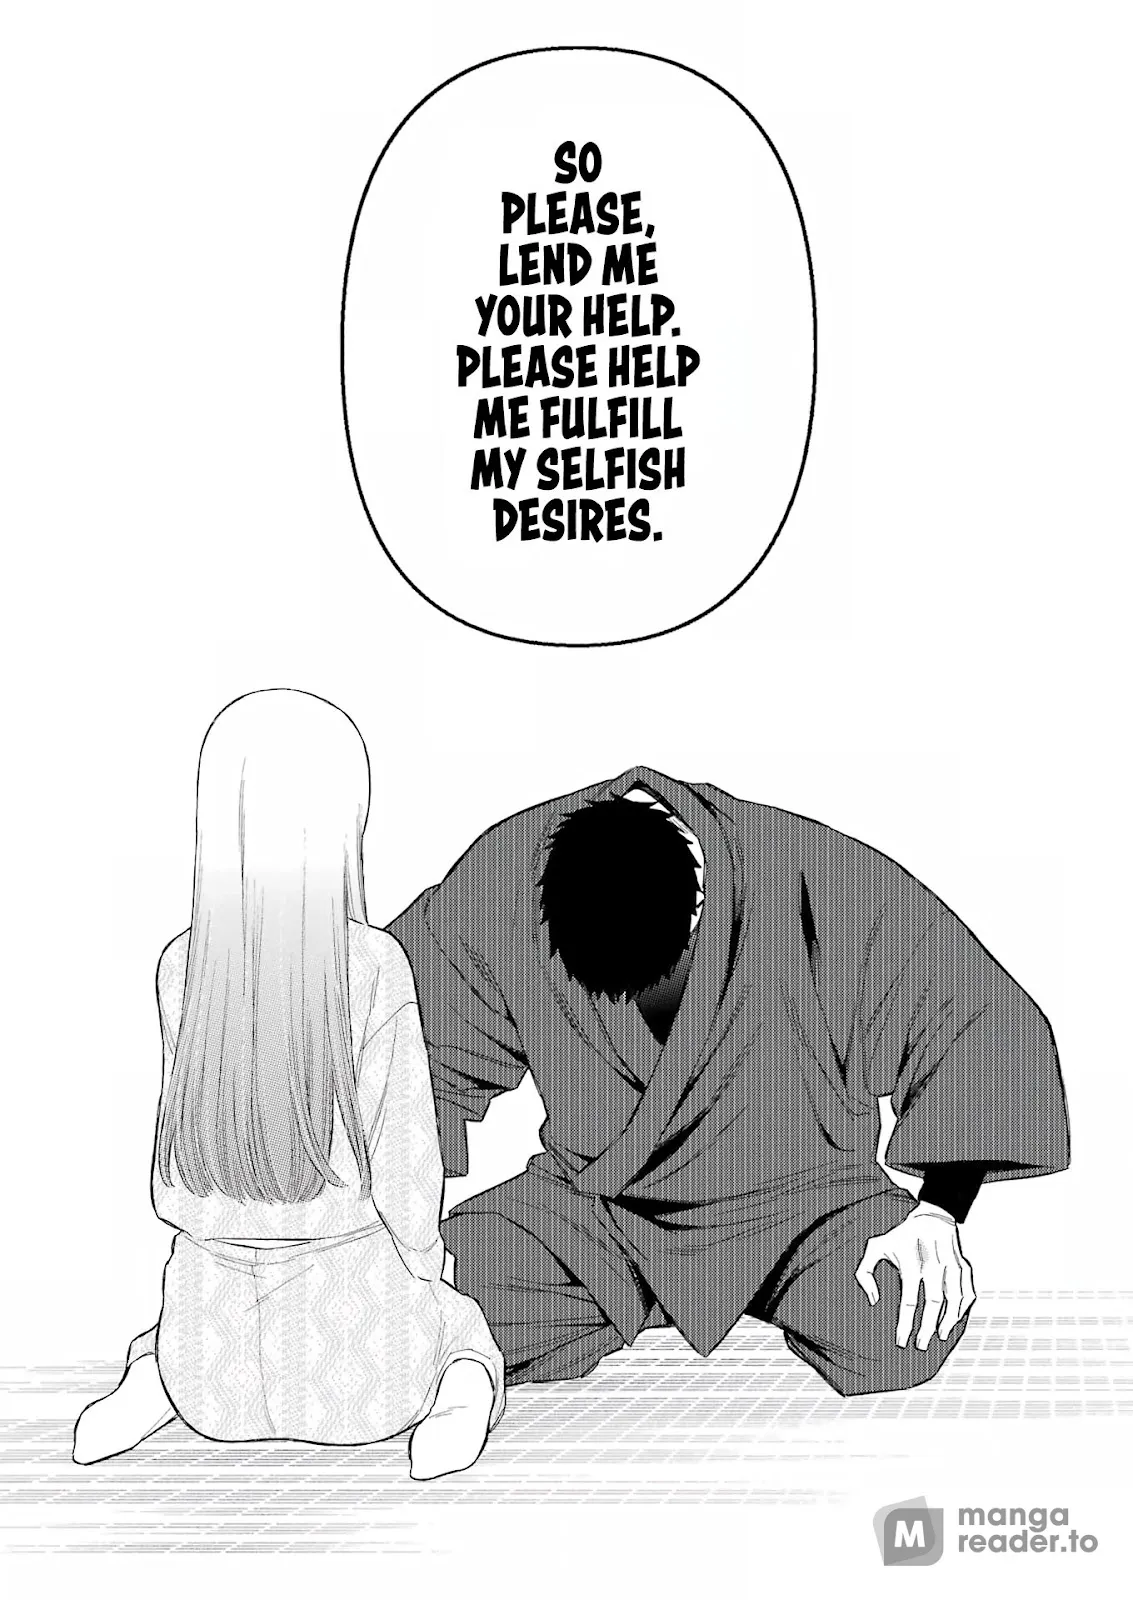 SO
PLEASE,
LEND ME
YOUR HELP.
PLEASE HELP
ME FULFILL
MY SELFISH
DESIRES.
M manga
reader.to